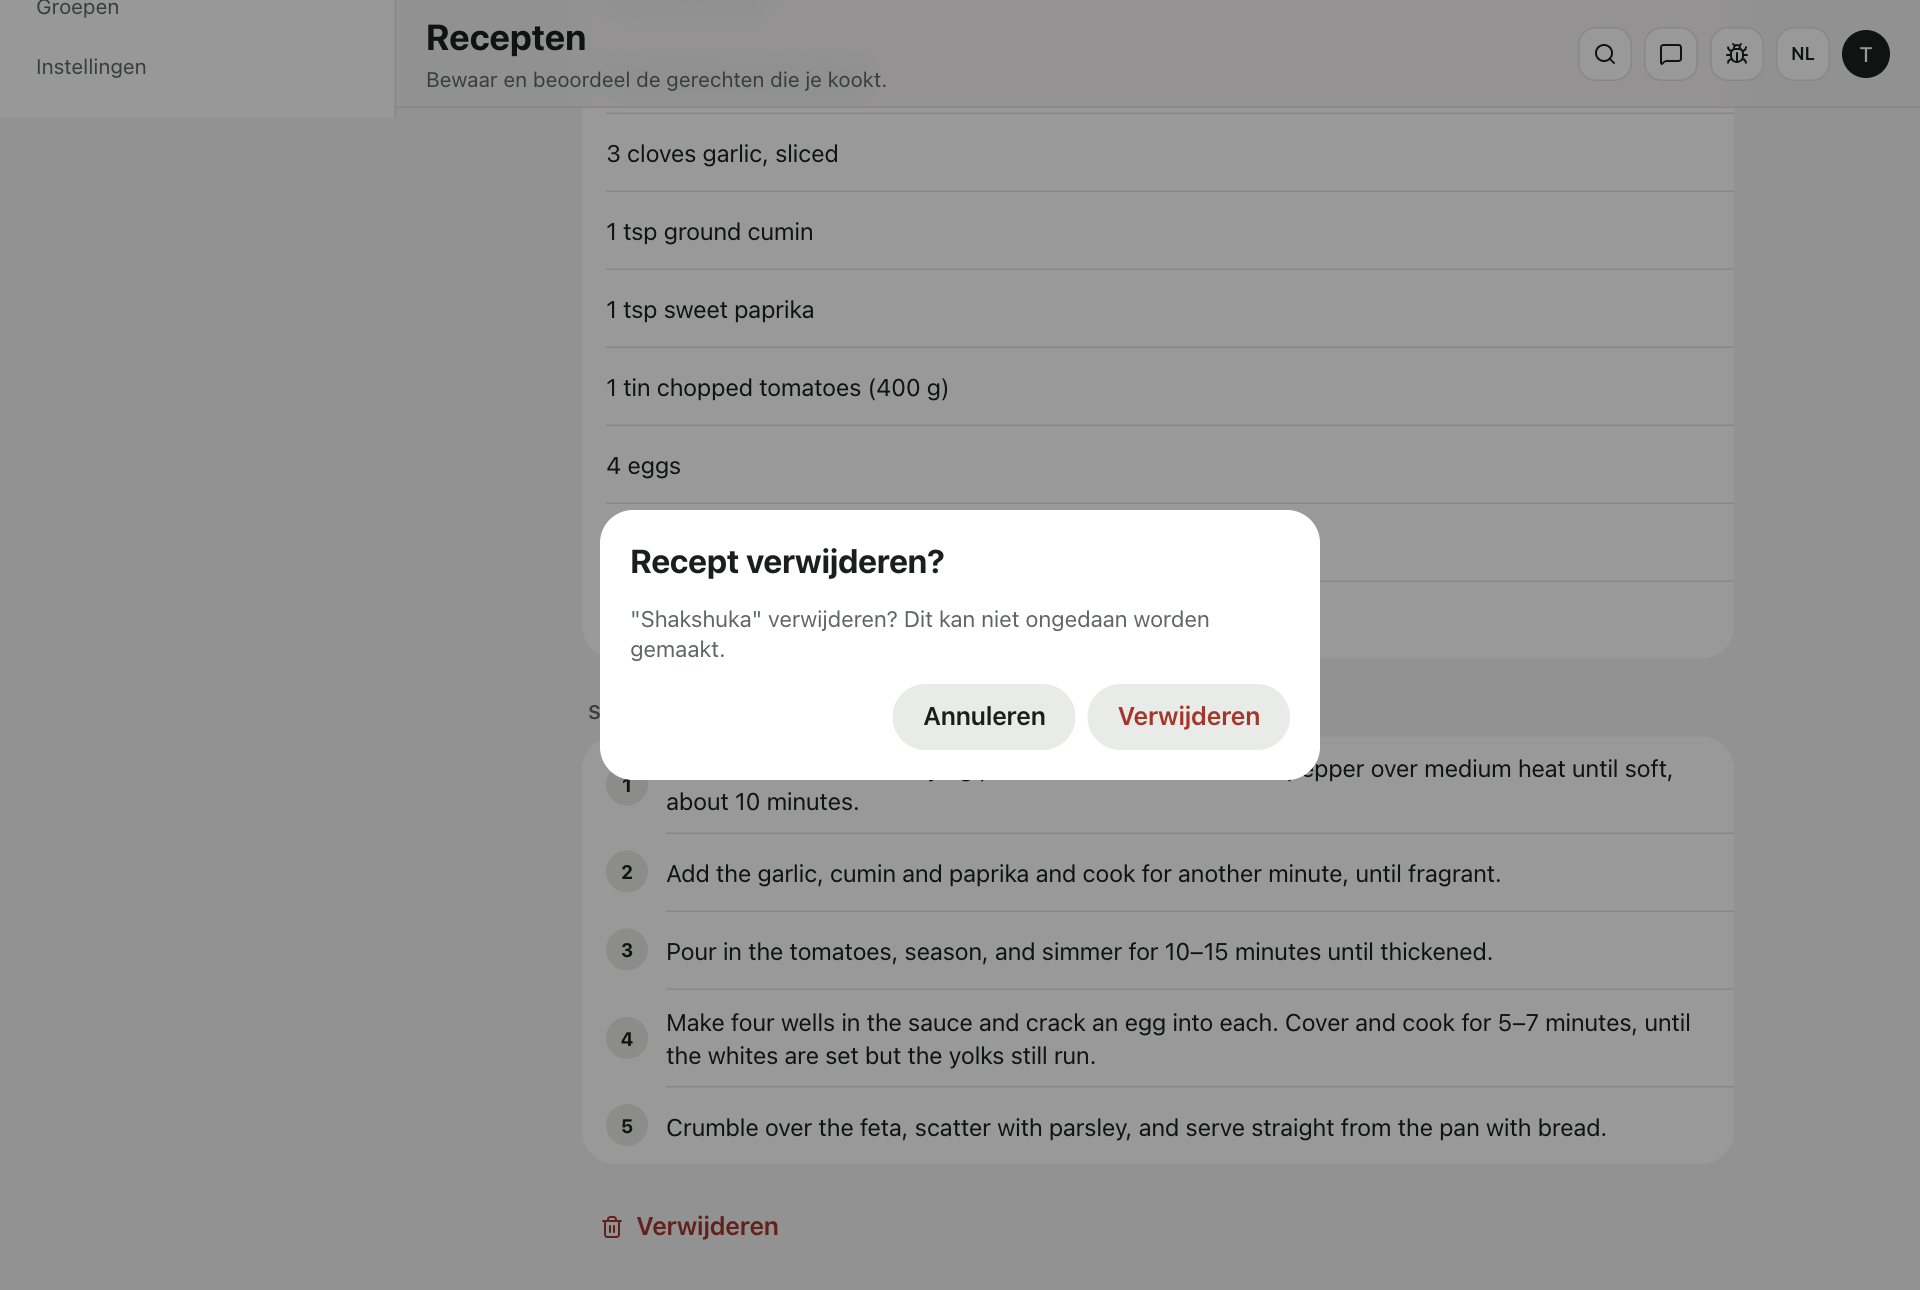 Groepen
Instellingen
Recepten
Bewaar en beoordeel de gerechten die je kookt.
NL
T
3 cloves garlic, sliced
1 tsp ground cumin
1 tsp sweet paprika
1 tin chopped tomatoes (400 g)
4 eggs
Recept verwijderen?
"Shakshuka" verwijderen? Dit kan niet ongedaan worden
gemaakt.
Annuleren
Verwijderen
1
over medium heat until soft,
about 10 minutes.
2
Add the garlic, cumin and paprika and cook for another minute, until fragrant.
3
Pour in the tomatoes, season, and simmer for 10–15 minutes until thickened.
4
Make four wells in the sauce and crack an egg into each. Cover and cook for 5–7 minutes, until
the whites are set but the yolks still run.
5
Crumble over the feta, scatter with parsley, and serve straight from the pan with bread.
Verwijderen